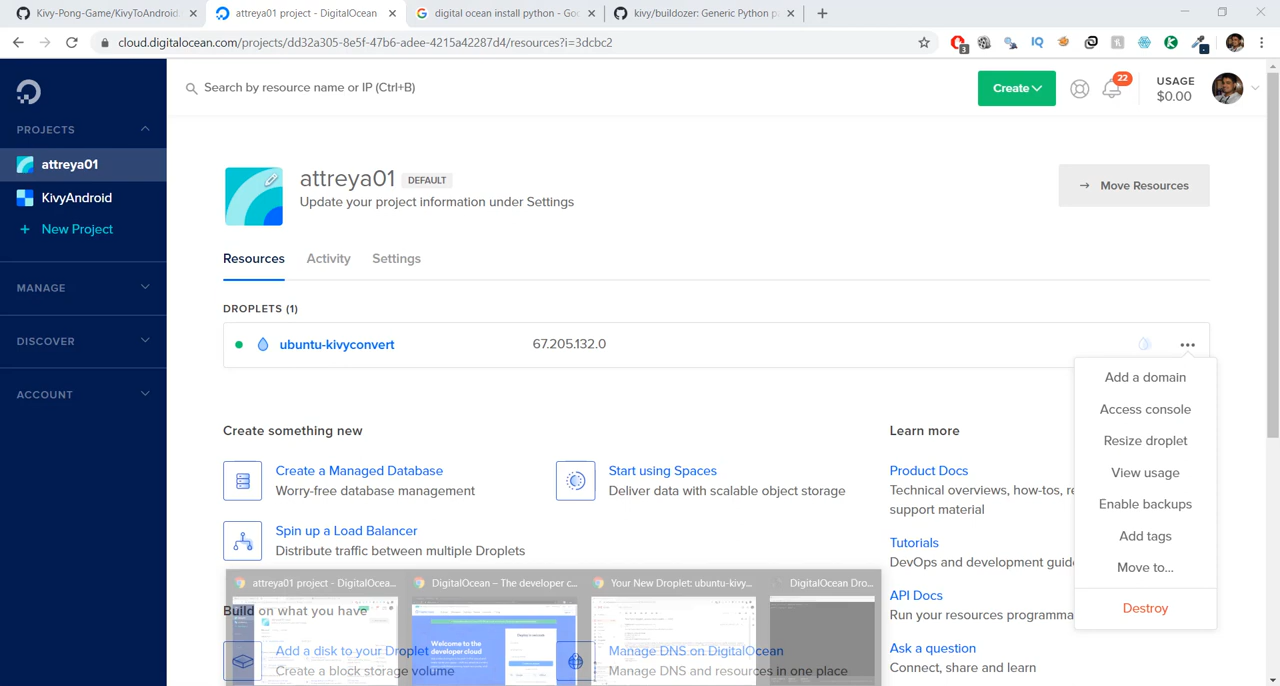 Kivy-Pong-Game/KivyToAndroid
attreya01 project - DigitalOcean
digital ocean install python - Goo
kivy/buildozer: Generic Python pa
cloud.digitalocean.com/projects/dd32a305-8e5f-47b6-adee-4215a42287d4/resources?i=3dcbc2
3
IQ
Search by resource name or IP (Ctrl+B)
Create
22
USAGE
$0.00
PROJECTS
attreya01
KivyAndroid
+ New Project
MANAGE
DISCOVER
ACCOUNT
attreya01 DEFAULT
Update your project information under Settings
→ Move Resources
Resources Activity Settings
DROPLETS (1)
ubuntu-kivyconvert 67.205.132.0
Add a domain
Access console
Resize droplet
View usage
Enable backups
Add tags
Move to...
Destroy
Create something new
Create a Managed Database
Worry-free database management
Start using Spaces
Deliver data with scalable object storage
Spin up a Load Balancer
Distribute traffic between multiple Droplets
Learn more
Product Docs
Technical overviews, how-tos, re
support material
Tutorials
DevOps and development guid
API Docs
Run your resources programma
Ask a question
Connect, share and learn
attreya01 project - DigitalOcea...
DigitalOcean – The developer c...
Your New Droplet: ubuntu-kivy...
DigitalOcean Dro...
Build on what you have
Welcome to the
developer cloud
Add a disk to your Droplet
Create a block storage volume
Manage DNS on DigitalOcean
Manage DNS and resources in one place